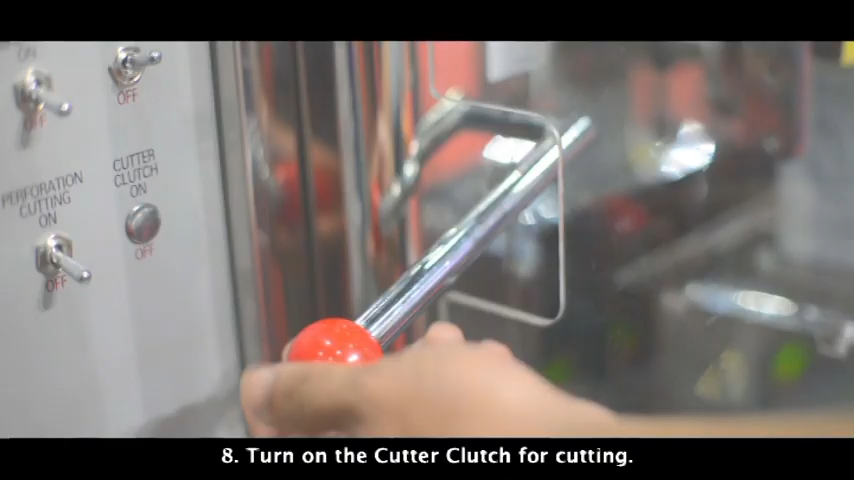 ON
OFF
OFF
PERFORATION
CUTTING
ON
OFF
CUTTER
CLUTCH
ON
OFF
8. Turn on the Cutter Clutch for cutting.